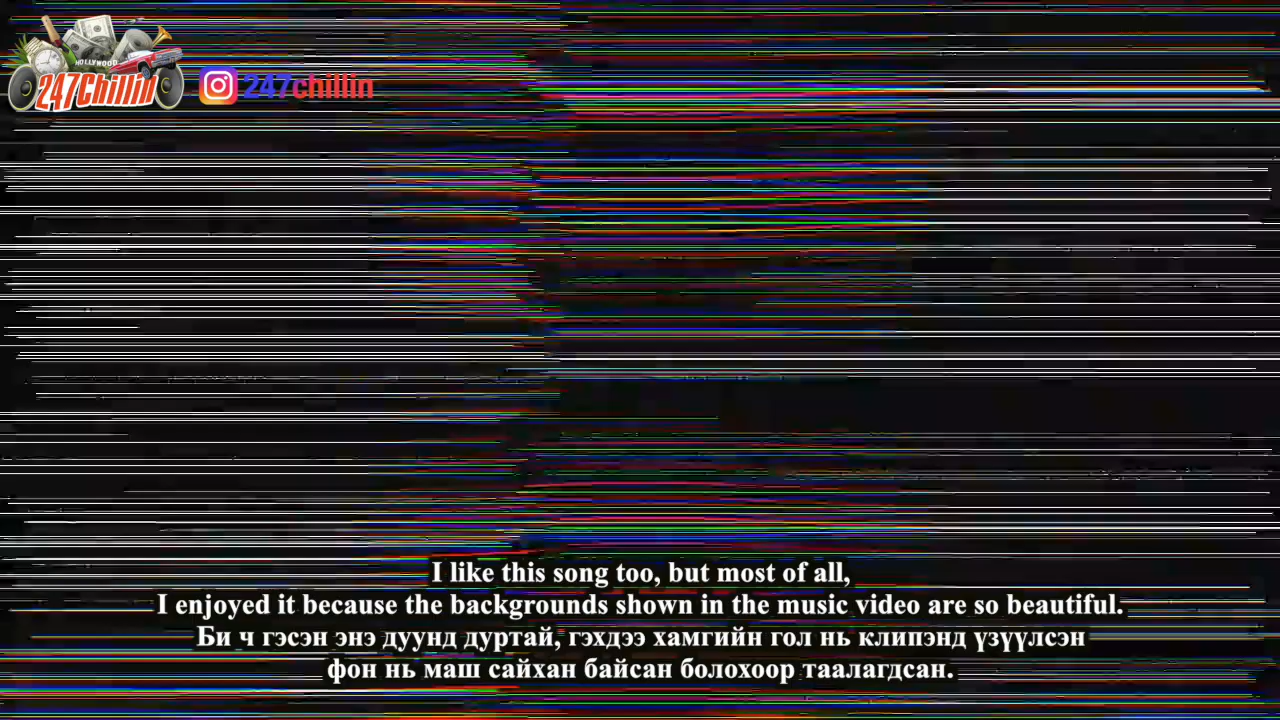 HOLLYWOOD
247Chillin
247chillin
I like this song too, but most of all,
I enjoyed it because the backgrounds shown in the music video are so beautiful.
Би ч гэсэн энэ дуунд дуртай, гэхдээ хамгийн гол нь клипэнд үзүүлсэн
фон нь маш сайхан байсан болохоор таалагдсан.